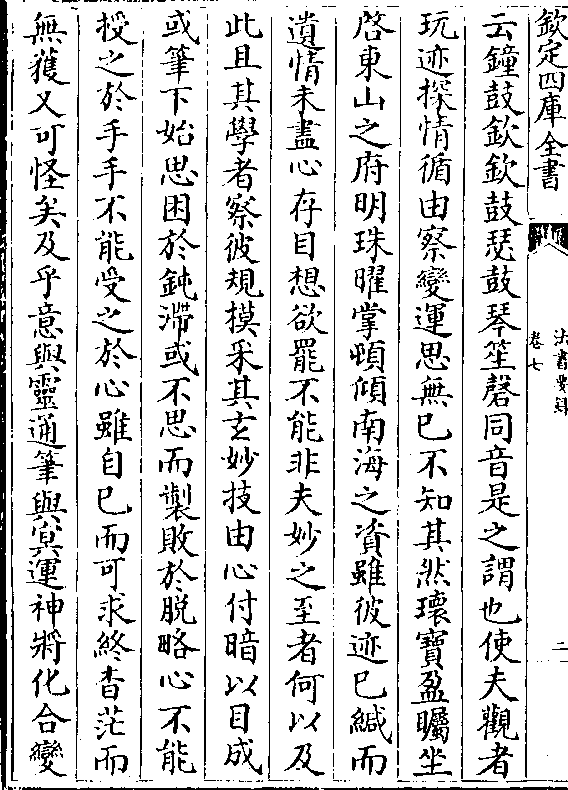 欽定四庫全書
法書要録
卷七
二
云鐘鼓欽欽鼓瑟鼓琴笙磬同音是之謂也使夫觀者
玩迹探情循由察變運思無已不知其然瓌寶盈矚坐
啓東山之府明珠曜掌頓傾南海之資雖彼迹已緘而
遺情未盡心存目想欲罷不能非夫妙之至者何以及
此且其學者察彼規摸采其玄妙技由心付暗以目成
或筆下始思困於鈍滯或不思而製敗於脱略心不能
授之於手手不能受之於心雖自已而可求終杳茫而
無獲又可怪矣及乎意與靈通筆與㝠運神將化合變